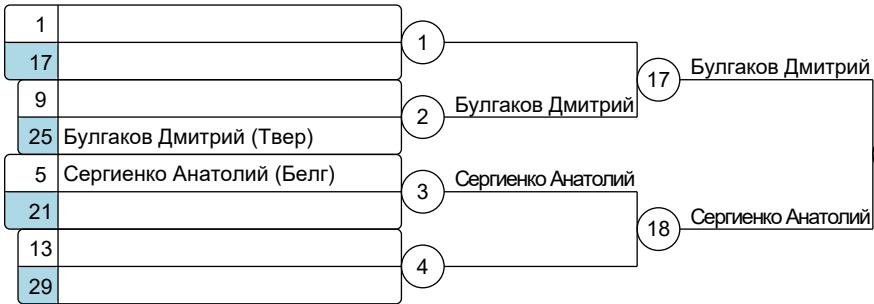 1
17
1
9
25 Булгаков Дмитрий (Твер)
2
Булгаков Дмитрий
17
Булгаков Дмитрий
5 Сергиенко Анатолий (Белг)
21
3
Сергиенко Анатолий
13
29
4
18
Сергиенко Анатолий